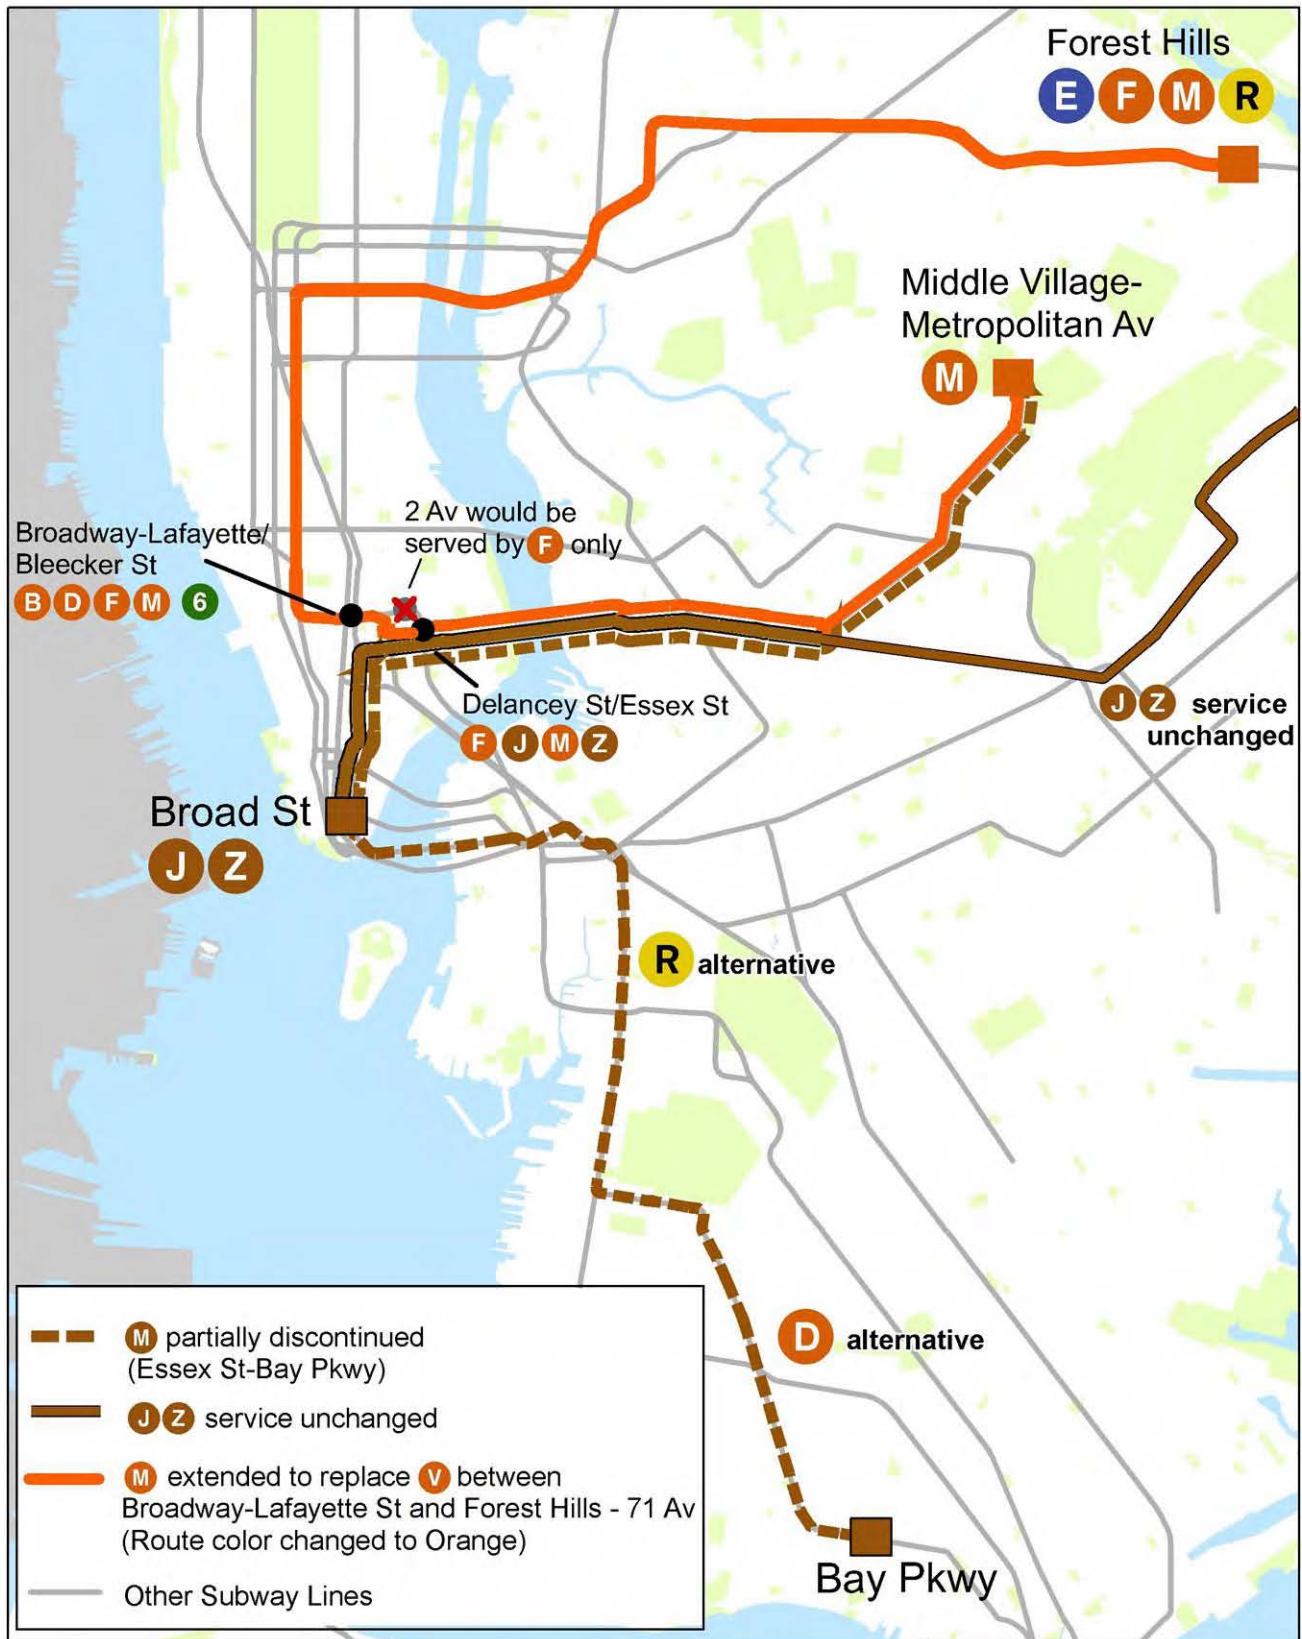 Forest Hills
E F M R
Middle Village-
Metropolitan Av
M
2 Av would be
served by F only
Broadway-Lafayette/
Bleecker St
B D F M 6
Delancey St/Essex St
F J M Z
J Z service
unchanged
Broad St
J Z
R alternative
D alternative
Bay Pkwy
M partially discontinued
(Essex St-Bay Pkwy)
J Z service unchanged
M extended to replace V between
Broadway-Lafayette St and Forest Hills - 71 Av
(Route color changed to Orange)
Other Subway Lines